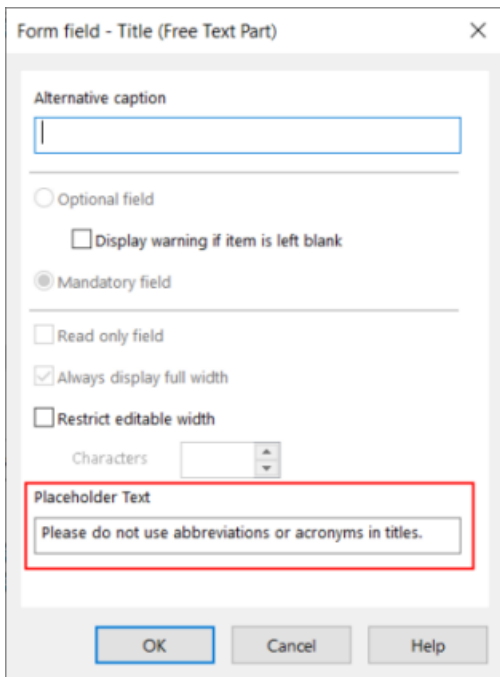 Form field - Title (Free Text Part)
Alternative caption
Optional field
Display warning if item is left blank
Mandatory field
Read only field
Always display full width
Restrict editable width
Characters
Placeholder Text
Please do not use abbreviations or acronyms in titles.
OK Cancel Help